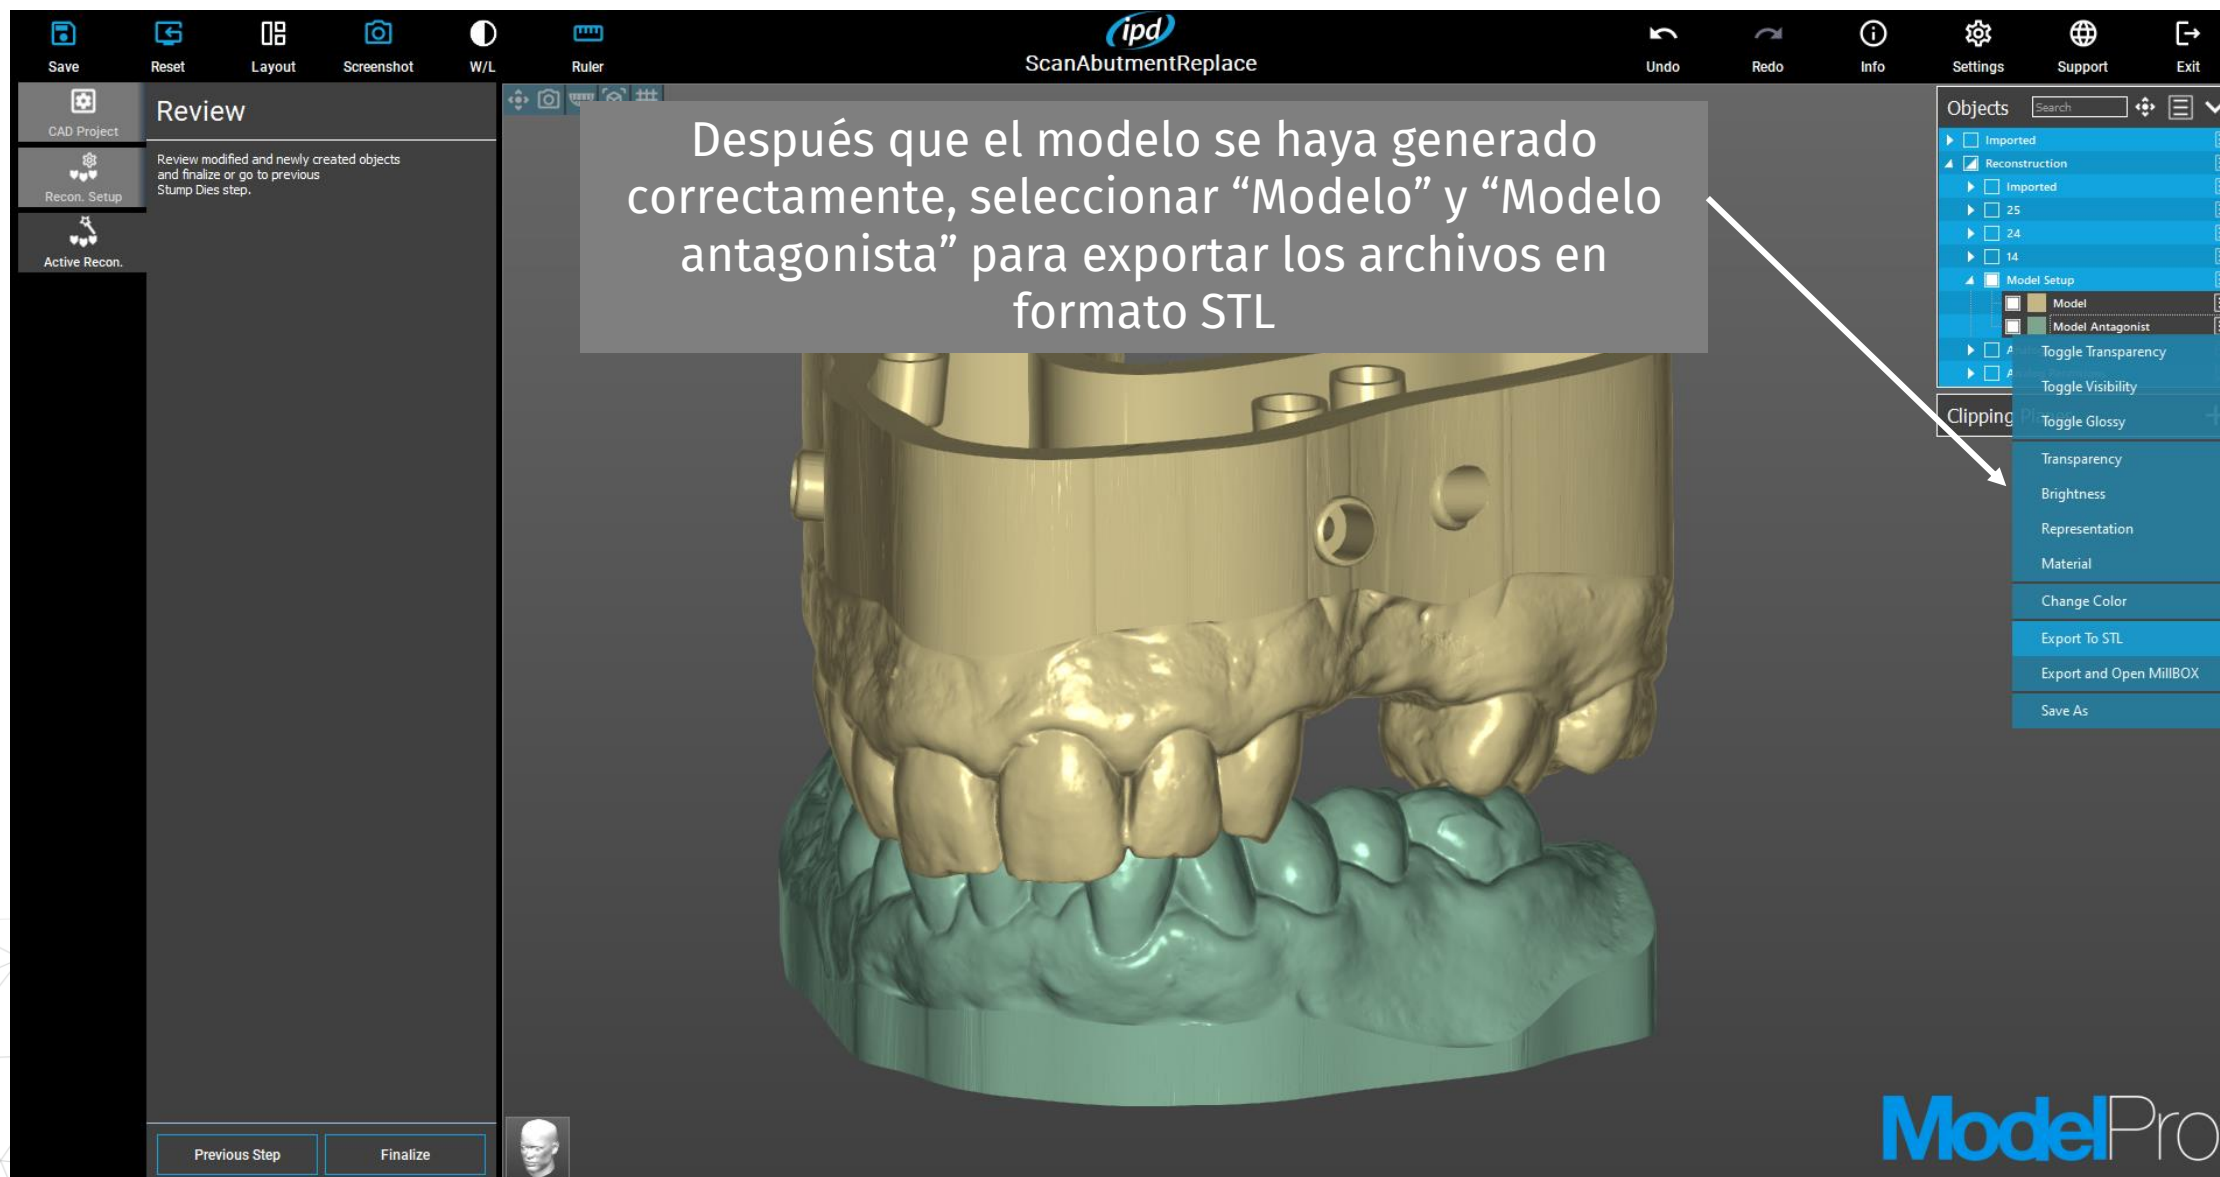 Save
Reset
Layout
Screenshot
W/L
Ruler
ipd
ScanAbutmentReplace
Undo
Redo
Info
Settings
Support
Exit
CAD Project
Recon. Setup
Active Recon.
Review
Review modified and newly created objects
and finalize or go to previous
Stump Dies step.
Después que el modelo se haya generado
correctamente, seleccionar “Modelo” y “Modelo
antagonista” para exportar los archivos en
formato STL
Objects
Search
Imported
Reconstruction
Imported
25
24
14
Model Setup
Model
Model Antagonist
Toggle Transparency
Toggle Visibility
Clipping
Toggle Glossy
Transparency
Brightness
Representation
Material
Change Color
Export To STL
Export and Open MillBOX
Save As
Previous Step
Finalize
ModelPro